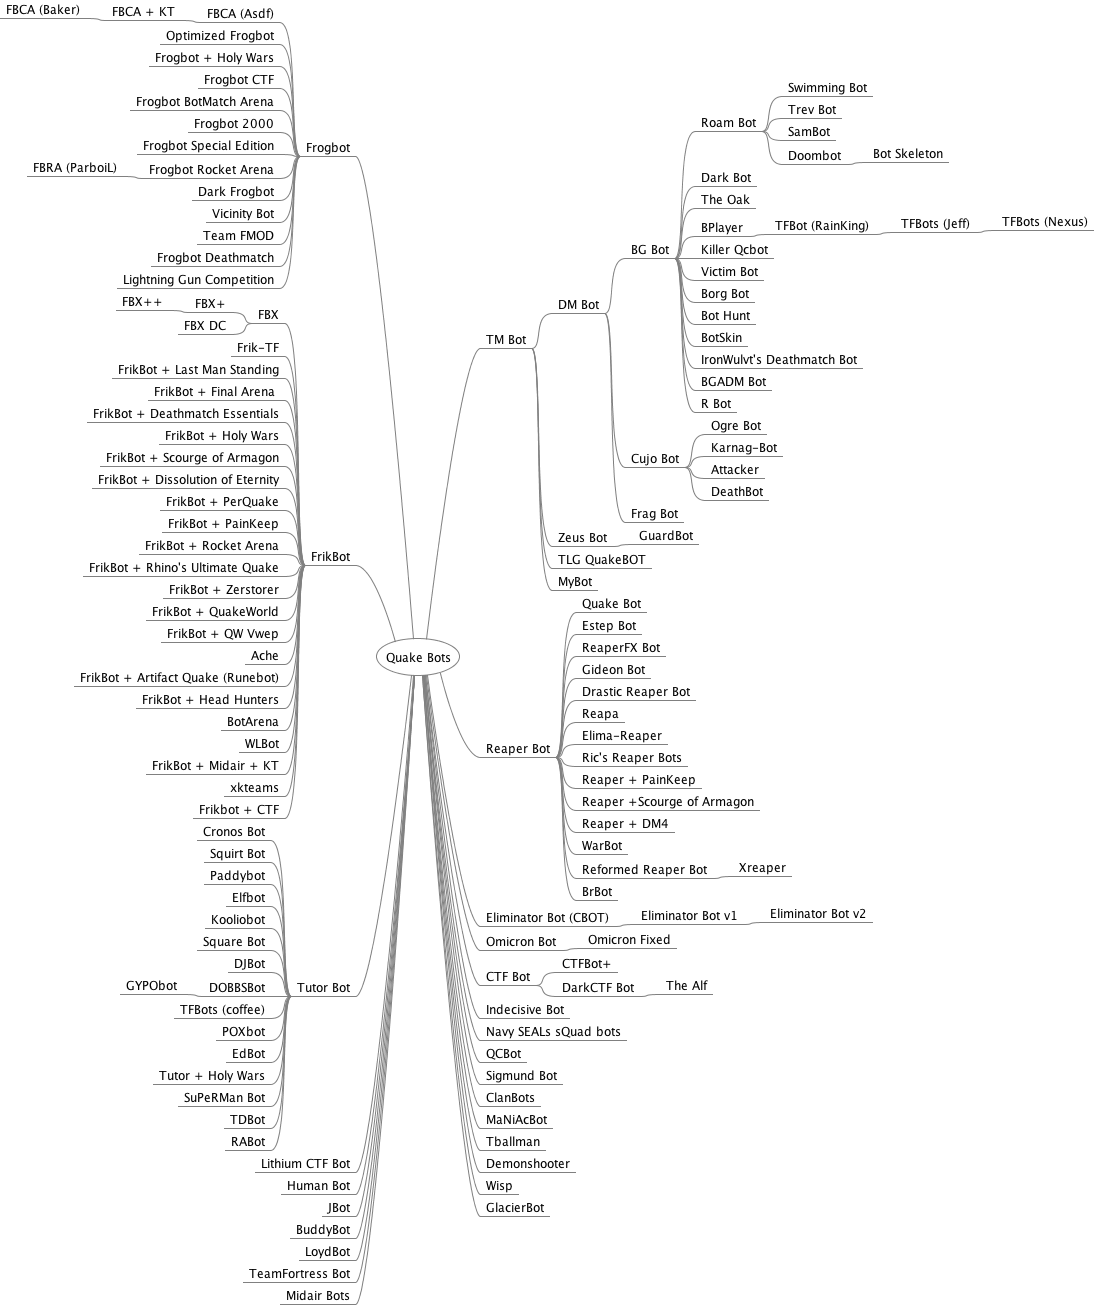 FBCA (Baker)
FBCA + KT
FBCA (Asdf)
Optimized Frogbot
Frogbot + Holy Wars
Frogbot CTF
Frogbot BotMatch Arena
Frogbot 2000
Frogbot Special Edition
FBRA (ParboiL)
Frogbot Rocket Arena
Dark Frogbot
Vicinity Bot
Team FMOD
Frogbot Deathmatch
Lightning Gun Competition
Frogbot
FBX++
FBX+
FBX DC
FBX
Frik-TF
FrikBot + Last Man Standing
FrikBot + Final Arena
FrikBot + Deathmatch Essentials
FrikBot + Holy Wars
FrikBot + Scourge of Armagon
FrikBot + Dissolution of Eternity
FrikBot + PerQuake
FrikBot + PainKeep
FrikBot + Rocket Arena
FrikBot + Rhino's Ultimate Quake
FrikBot + Zerstorer
FrikBot + QuakeWorld
FrikBot + QW Vwep
Ache
FrikBot + Artifact Quake (Runebot)
FrikBot + Head Hunters
BotArena
WLBot
FrikBot + Midair + KT
xkteams
Frikbot + CTF
FrikBot
Cronos Bot
Squirt Bot
Paddybot
Elfbot
Kooliobot
Square Bot
DJBot
GYPObot
DOBBSBot
TFBots (coffee)
POXbot
EdBot
Tutor + Holy Wars
SuPeRMan Bot
TDBot
RABot
Tutor Bot
Lithium CTF Bot
Human Bot
JBot
BuddyBot
LoydBot
TeamFortress Bot
Midair Bots
Quake Bots
TM Bot
DM Bot
BG Bot
Roam Bot
Swimming Bot
Trev Bot
SamBot
Doombot
Bot Skeleton
Dark Bot
The Oak
BPlayer
TFBot (RainKing)
TFBots (Jeff)
TFBots (Nexus)
Killer Qcbot
Victim Bot
Borg Bot
Bot Hunt
BotSkin
IronWulvt's Deathmatch Bot
BGADM Bot
R Bot
Cujo Bot
Ogre Bot
Karnag-Bot
Attacker
DeathBot
Frag Bot
Zeus Bot
GuardBot
TLG QuakeBOT
MyBot
Reaper Bot
Quake Bot
Estep Bot
ReaperFX Bot
Gideon Bot
Drastic Reaper Bot
Reapa
Elima-Reaper
Ric's Reaper Bots
Reaper + PainKeep
Reaper +Scourge of Armagon
Reaper + DM4
WarBot
Reformed Reaper Bot
Xreaper
BrBot
Eliminator Bot (CBOT)
Eliminator Bot v1
Eliminator Bot v2
Omicron Bot
Omicron Fixed
CTF Bot
CTFBot+
DarkCTF Bot
The Alf
Indecisive Bot
Navy SEALs sQuad bots
QCBot
Sigmund Bot
ClanBots
MaNiAcBot
Tballman
Demonshooter
Wisp
GlacierBot